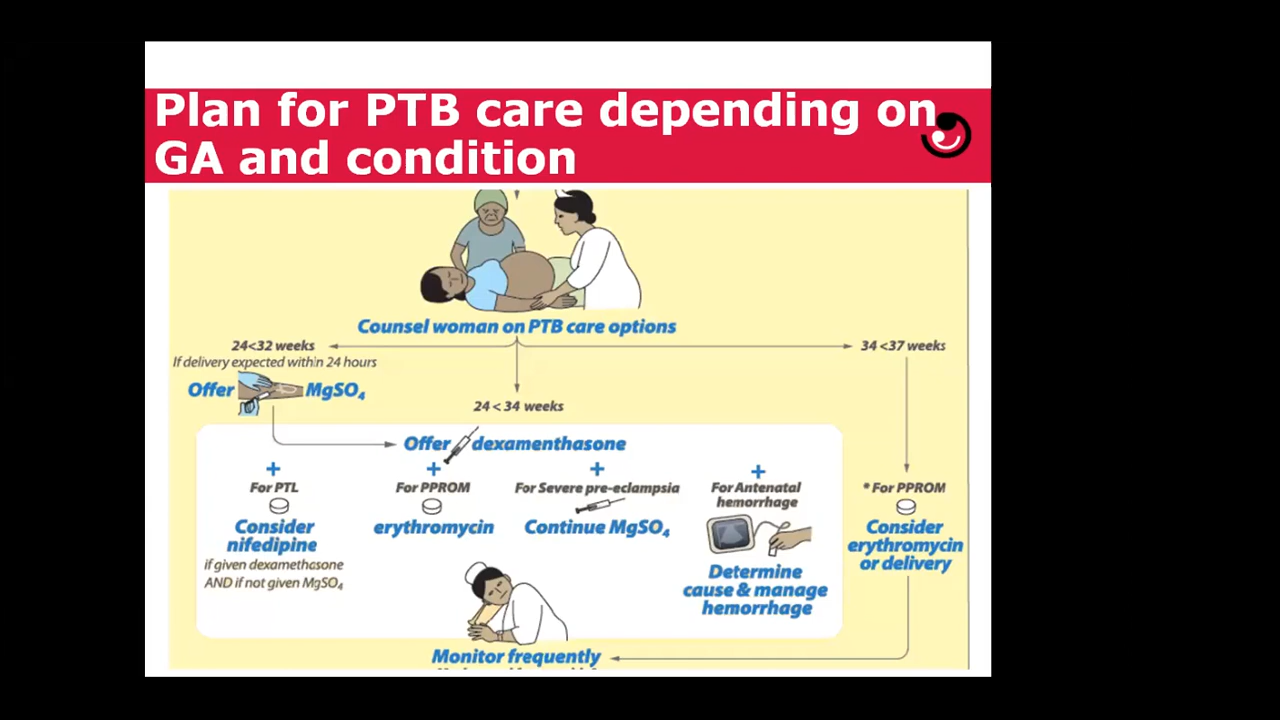 Plan for PTB care depending on
GA and condition
Counsel woman on PTB care options
24<32 weeks
If delivery expected within 24 hours
Offer MgSO₄
34 <37 weeks
24 < 34 weeks
Offer dexamenthasone
+
For PTL
Consider
nifedipine
if given dexamethasone
AND if not given MgSO₄
+
For PPROM
erythromycin
+
For Severe pre-eclampsia
Continue MgSO₄
+
For Antenatal
hemorrhage
Determine
cause & manage
hemorrhage
* For PPROM
Consider
erythromycin
or delivery
Monitor frequently